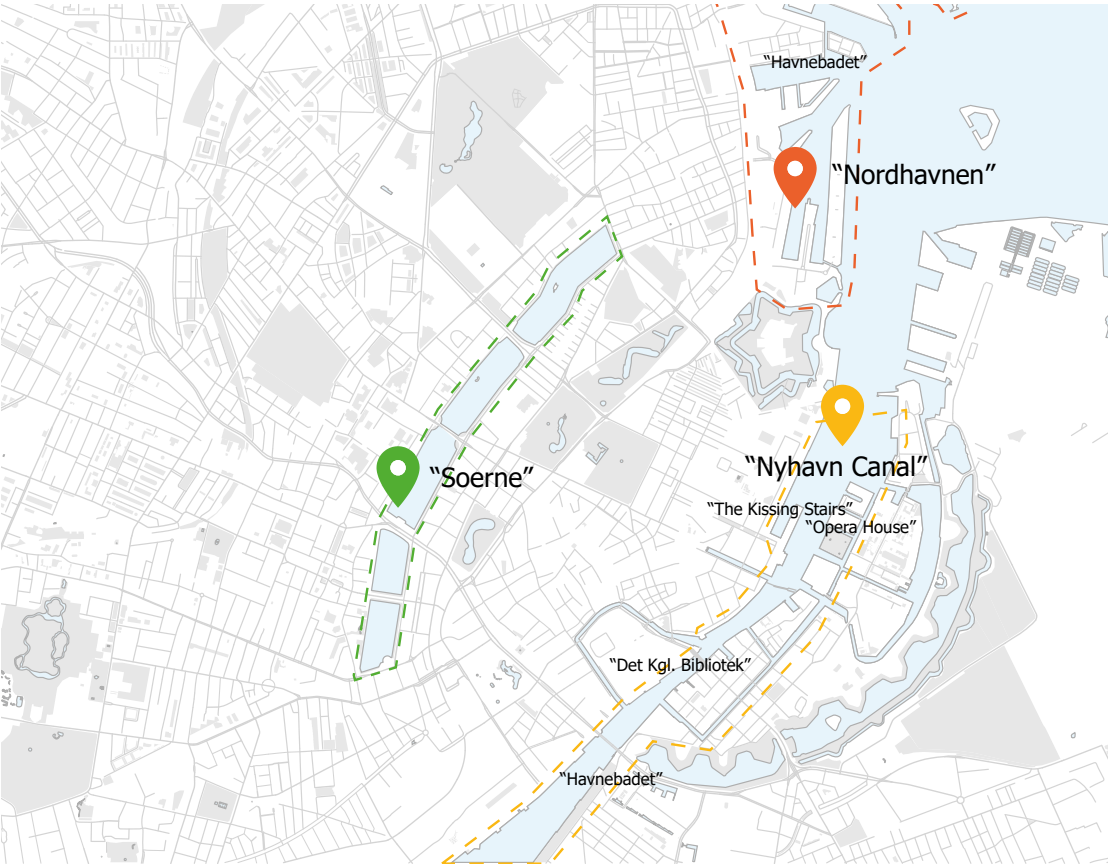 “Havnebadet”
“Nordhavnen”
“Nyhavn Canal”
“Soerne”
“The Kissing Stairs”
“Opera House”
“Det Kgl. Bibliotek”
“Havnebadet”